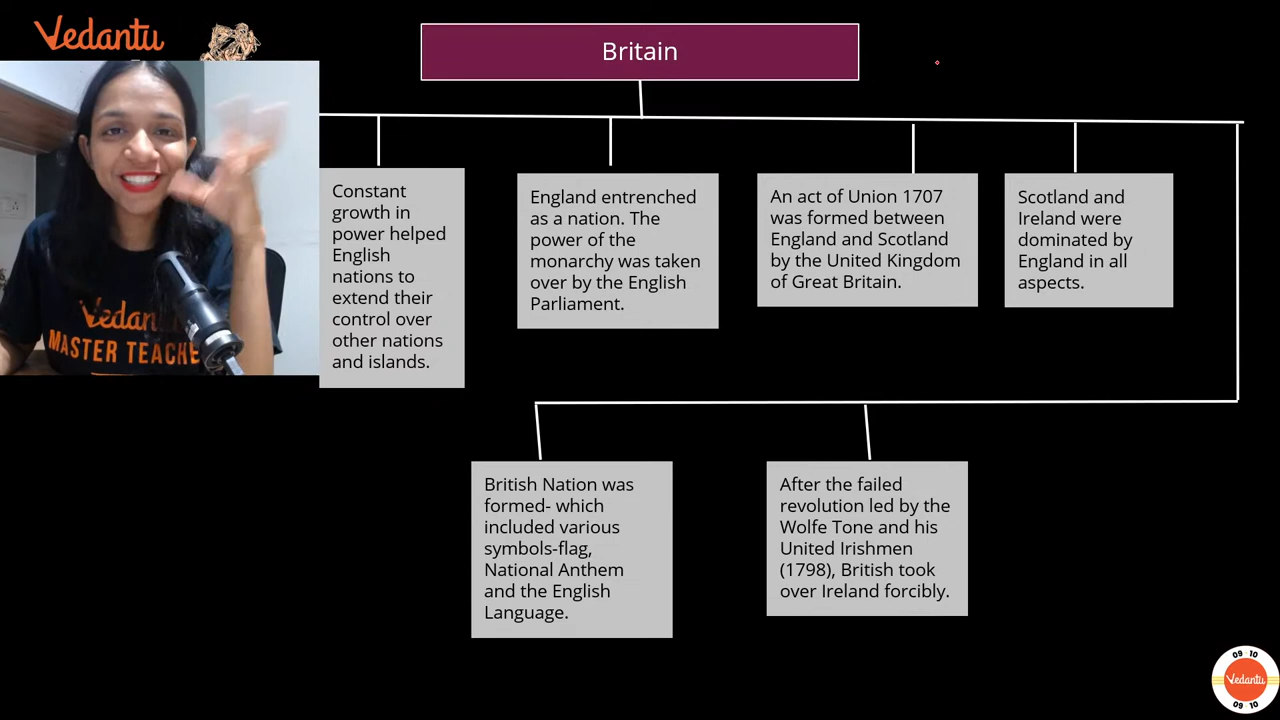 Vedantu
Britain
Constant
growth in
power helped
English
nations to
extend their
control over
other nations
and islands.
England entrenched
as a nation. The
power of the
monarchy was taken
over by the English
Parliament.
An act of Union 1707
was formed between
England and Scotland
by the United Kingdom
of Great Britain.
Scotland and
Ireland were
dominated by
England in all
aspects.
British Nation was
formed- which
included various
symbols-flag,
National Anthem
and the English
Language.
After the failed
revolution led by the
Wolfe Tone and his
United Irishmen
(1798), British took
over Ireland forcibly.
MASTER TEACHE
09 10
Vedantu
09 10